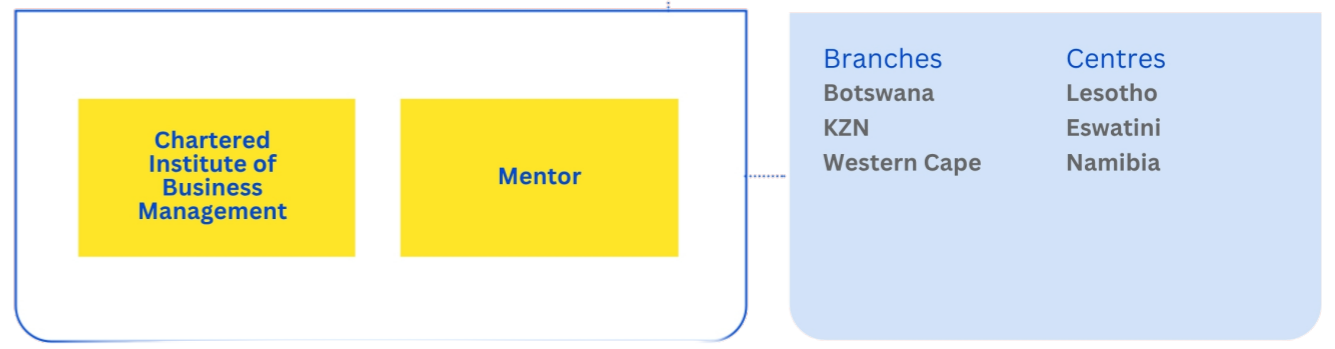 Chartered
Institute of
Business
Management
Mentor
Branches
Botswana
KZN
Western Cape
Centres
Lesotho
Eswatini
Namibia